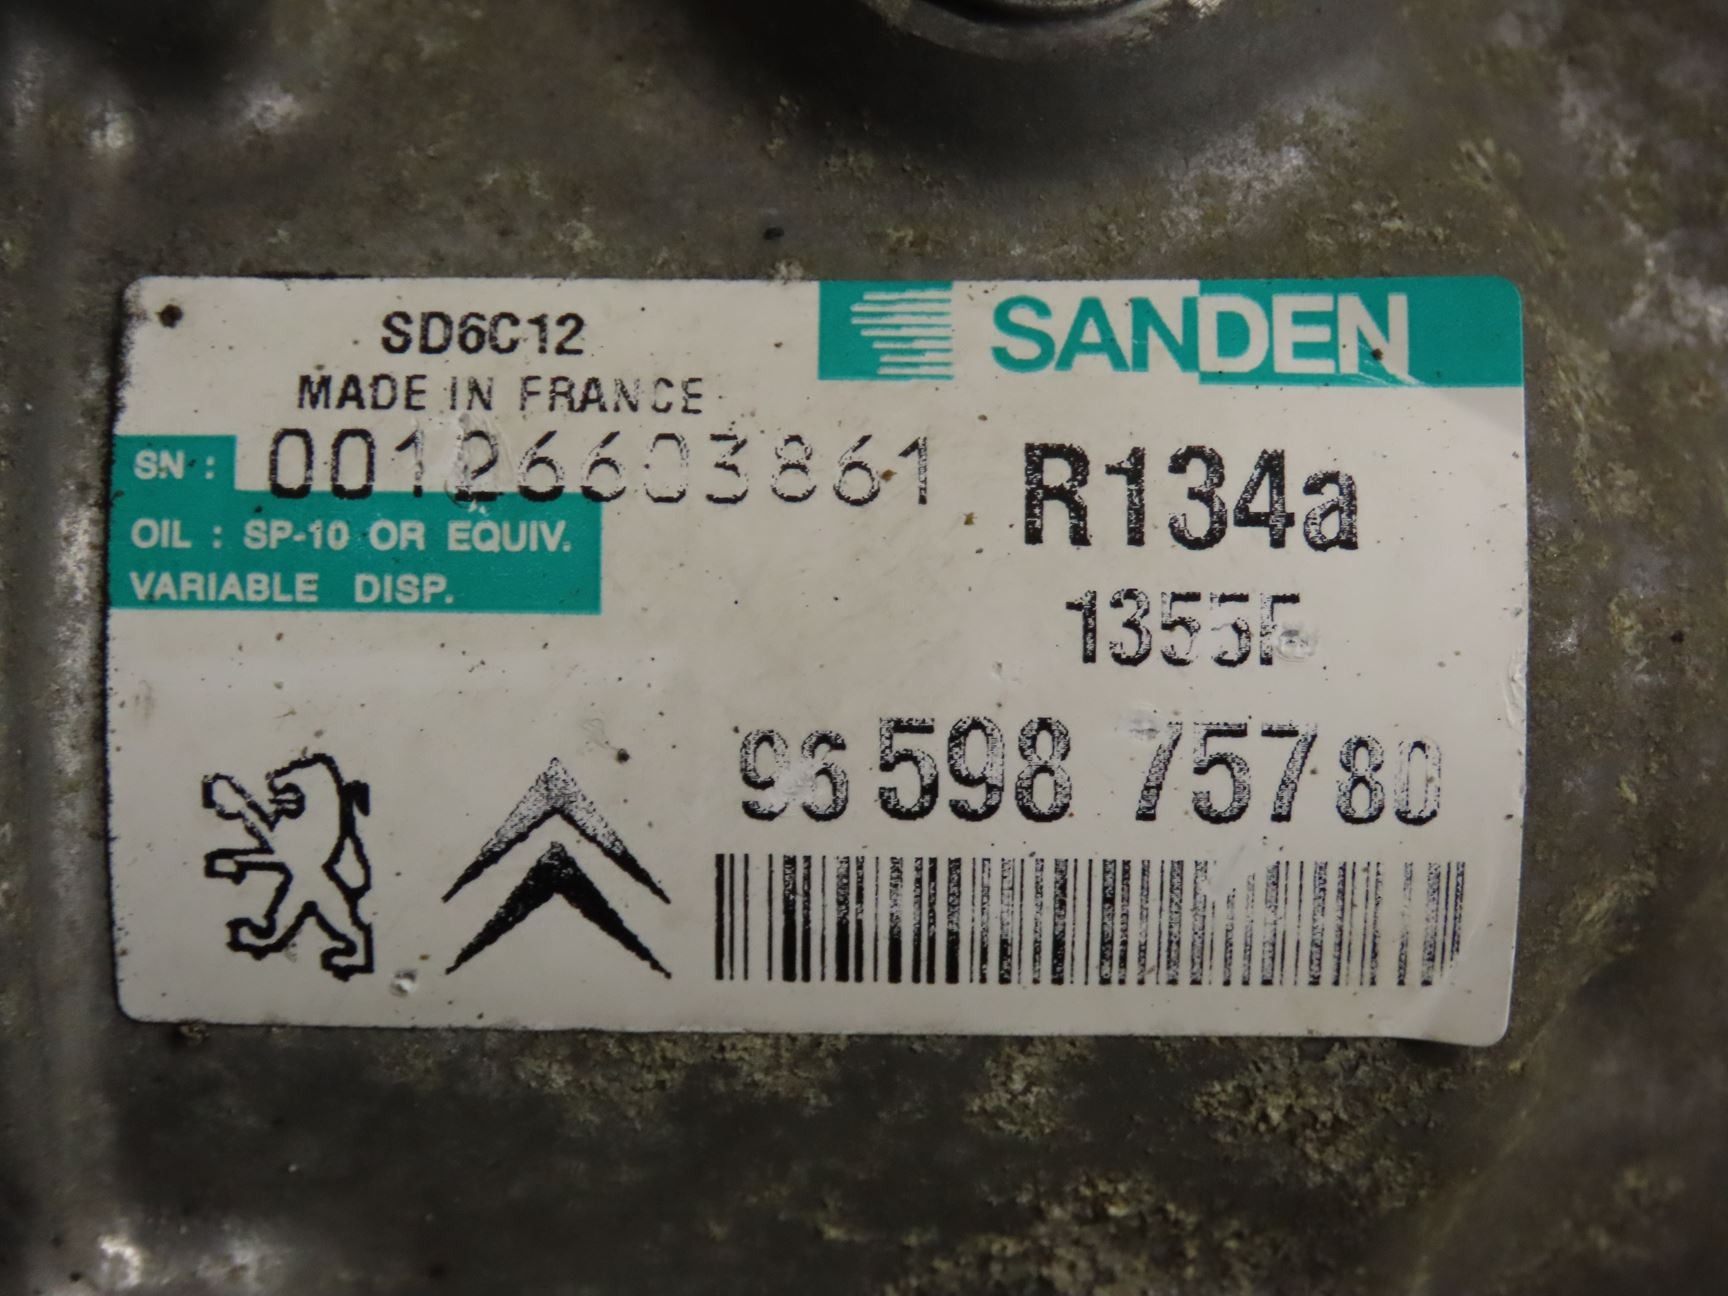 SD6C12
SANDEN
MADE IN FRANCE
SN : 00126603861
R134a
OIL : SP-10 OR EQUIV.
VARIABLE DISP.
1355F
96 598 757 80